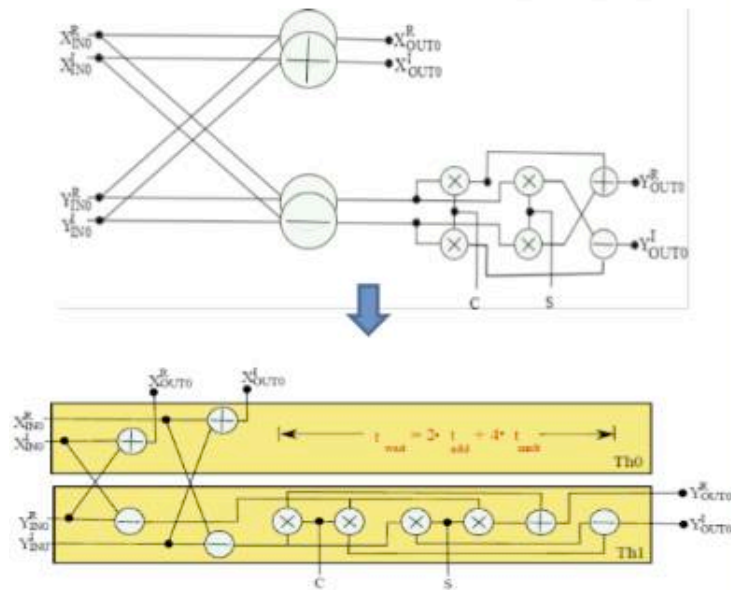 X^R_IN0
X^R_OUT0
X^I_IN0
X^I_OUT0
Y^R_IN0
Y^R_OUT0
Y^I_IN0
Y^I_OUT0
C S
X^R_OUT0 X^I_OUT0
X^R_IN0
X^I_IN0
t_wait = 2· t_add + 4· t_mult
Th0
Y^R_OUT0
Y^R_IN0
Y^I_OUT0
Y^I_IN0
Th1
C S